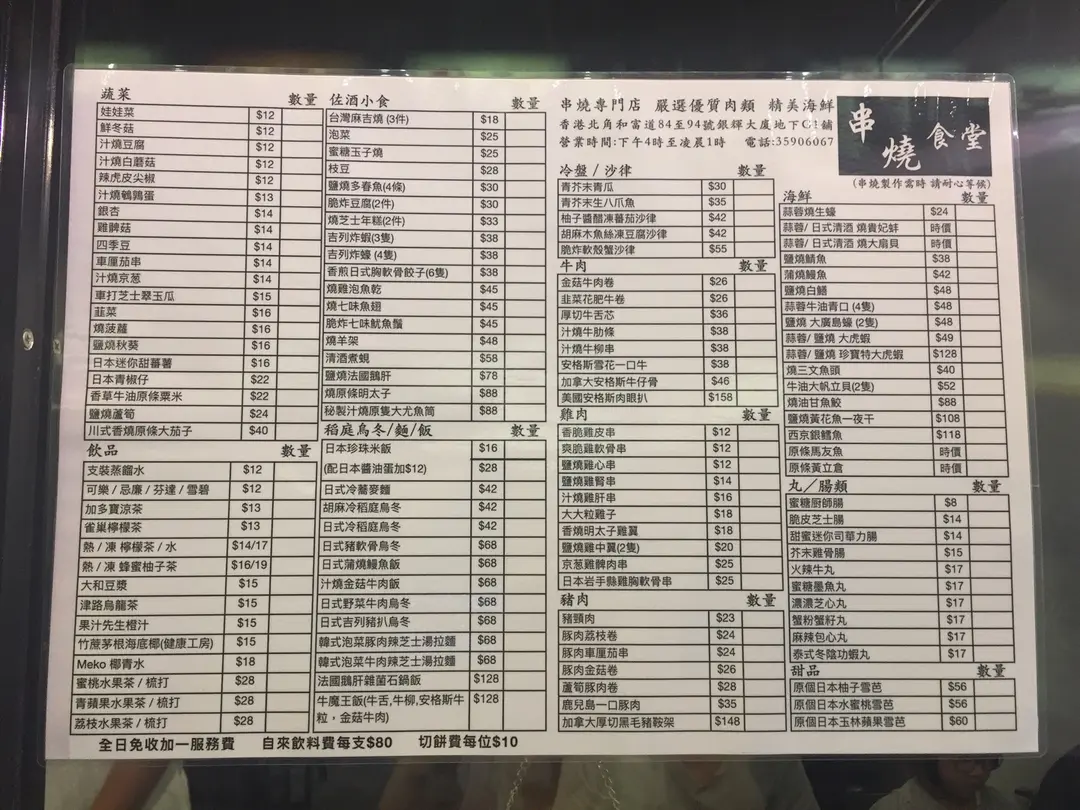 蔬菜 數量
娃娃菜 $12
鮮冬菇 $12
汁燒豆腐 $12
汁燒白蘑菇 $12
辣虎皮尖椒 $12
汁燒鵪鶉蛋 $13
銀杏 $14
雞髀菇 $14
四季豆 $14
車厘茄串 $14
汁燒京葱 $14
車打芝士翠玉瓜 $15
韮菜 $16
燒菠蘿 $16
鹽燒秋葵 $16
日本迷你甜蕃薯 $16
日本青椒仔 $22
香草牛油原條粟米 $22
鹽燒蘆筍 $24
川式香燒原條大茄子 $40
飲品 數量
支裝蒸餾水 $12
可樂 / 忌廉 / 芬達 / 雪碧 $12
加多寶涼茶 $13
雀巢檸檬茶 $13
熱 / 凍 檸檬茶 / 水 $14/17
熱 / 凍 蜂蜜柚子茶 $16/19
大和豆漿 $15
津路烏龍茶 $15
果汁先生橙汁 $15
竹蔗茅根海底椰(健康工房) $15
Meko 椰青水 $18
蜜桃水果茶 / 梳打 $28
青蘋果水果茶 / 梳打 $28
荔枝水果茶 / 梳打 $28
佐酒小食 數量
台灣麻吉燒 (3件) $18
泡菜 $25
蜜糖玉子燒 $25
枝豆 $28
鹽燒多春魚(4條) $30
脆炸豆腐(2件) $30
燒芝士年糕(2件) $33
吉列炸蝦(3隻) $38
吉列炸蠔 (4隻) $38
香煎日式胸軟骨餃子(6隻) $38
燒雞泡魚乾 $45
燒七味魚翅 $45
脆炸七味魷魚鬚 $45
燒羊架 $48
清酒煮蜆 $58
鹽燒法國鵝肝 $78
燒原條明太子 $88
秘製汁燒原隻大尤魚筒 $88
稻庭烏冬/麵/飯 數量
日本珍珠米飯 $16
(配日本醬油蛋加$12) $28
日式冷蕎麥麵 $42
胡麻冷稻庭烏冬 $42
日式冷稻庭烏冬 $42
日式豬軟骨烏冬 $68
日式蒲燒鰻魚飯 $68
汁燒金菇牛肉飯 $68
日式野菜牛肉烏冬 $68
日式吉列豬扒烏冬 $68
韓式泡菜豚肉辣芝士湯拉麵 $68
韓式泡菜牛肉辣芝士湯拉麵 $68
法國鵝肝雜菌石鍋飯 $128
牛魔王飯(牛舌,牛柳,安格斯牛 $128
粒，金菇牛肉)
串燒專門店 嚴選優質肉類 精美海鮮
香港北角和富道84至94號銀輝大廈地下C1舖
營業時間:下午4時至凌晨1時 電話:35906067
串燒食堂
(串燒製作需時 請耐心等候)
冷盤 / 沙律 數量
青芥末青瓜 $30
青芥末生八爪魚 $35
柚子醬醋凍蕃茄沙律 $42
胡麻木魚絲凍豆腐沙律 $42
脆炸軟殼蟹沙律 $55
牛肉 數量
金菇牛肉卷 $26
韭菜花肥牛卷 $26
厚切牛舌芯 $36
汁燒牛肋條 $38
汁燒牛柳串 $38
安格斯雪花一口牛 $38
加拿大安格斯牛仔骨 $46
美國安格斯肉眼扒 $158
雞肉 數量
香脆雞皮串 $12
爽脆雞軟骨串 $12
鹽燒雞心串 $12
鹽燒雞腎串 $14
汁燒雞肝串 $16
大大粒雞子 $18
香燒明太子雞翼 $18
鹽燒雞中翼(2隻) $20
京葱雞髀肉串 $25
日本岩手縣雞胸軟骨串 $25
豬肉 數量
豬頸肉 $23
豚肉荔枝卷 $24
豚肉車厘茄串 $24
豚肉金菇卷 $26
蘆筍豚肉卷 $28
鹿兒島一口豚肉 $35
加拿大厚切黑毛豬鞍架 $148
海鮮 數量
蒜蓉燒生蠔 $24
蒜蓉/ 日式清酒 燒貴妃蚌 時價
蒜蓉/ 日式清酒 燒大扇貝 時價
鹽燒鯖魚 $38
蒲燒鰻魚 $42
鹽燒白鱔 $48
蒜蓉牛油青口 (4隻) $48
鹽燒 大廣島蠔 (2隻) $48
蒜蓉/ 鹽燒 大虎蝦 $49
蒜蓉/ 鹽燒 珍寶特大虎蝦 $128
燒三文魚頭 $40
牛油大帆立貝(2隻) $52
燒油甘魚鮫 $88
鹽燒黃花魚一夜干 $108
西京銀鱈魚 $118
原條馬友魚 時價
原條黃立倉 時價
丸／腸類 數量
蜜糖廚師腸 $8
脆皮芝士腸 $14
甜蜜迷你司華力腸 $14
芥末雞骨腸 $15
火辣牛丸 $17
蜜糖墨魚丸 $17
濃濃芝心丸 $17
蟹粉蟹籽丸 $17
麻辣包心丸 $17
泰式冬陰功蝦丸 $17
甜品 數量
原個日本柚子雪芭 $56
原個日本水蜜桃雪芭 $56
原個日本玉林蘋果雪芭 $60
全日免收加一服務費 自來飲料費每支$80 切餅費每位$10